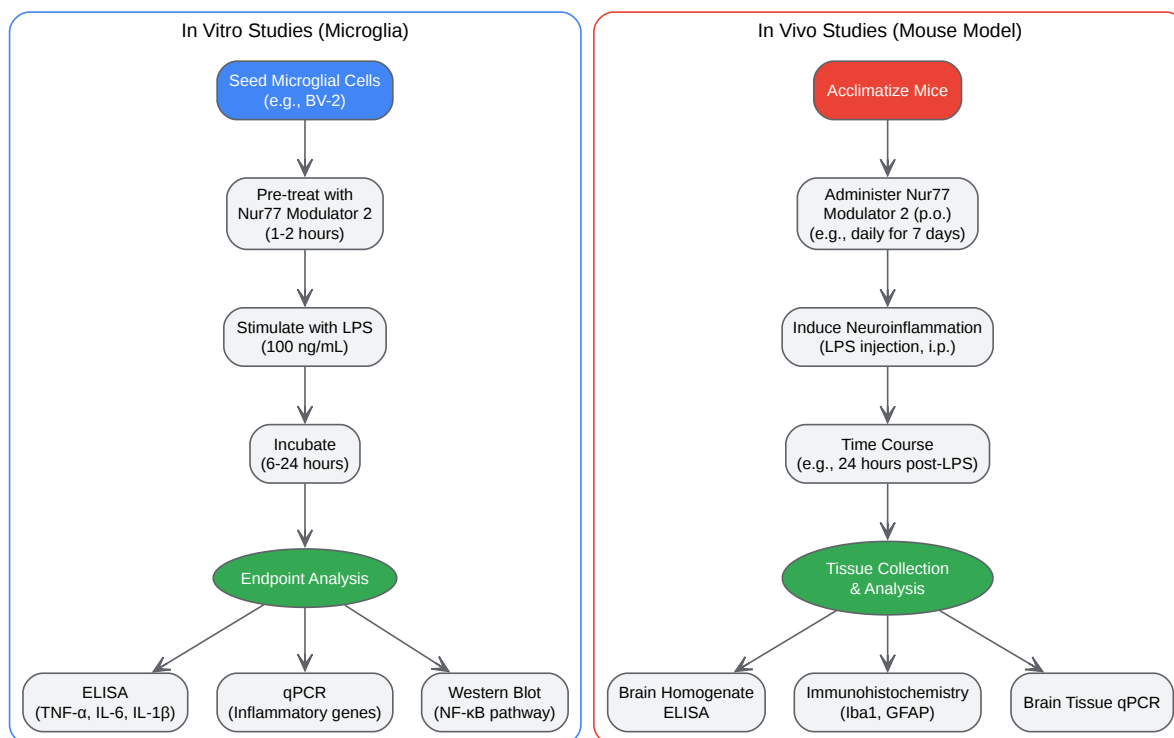 In Vitro Studies (Microglia)
Seed Microglial Cells
(e.g., BV-2)
Pre-treat with
Nur77 Modulator 2
(1-2 hours)
Stimulate with LPS
(100 ng/mL)
Incubate
(6-24 hours)
Endpoint Analysis
ELISA
(TNF-α, IL-6, IL-1β)
qPCR
(Inflammatory genes)
Western Blot
(NF-κB pathway)
In Vivo Studies (Mouse Model)
Acclimatize Mice
Administer Nur77
Modulator 2 (p.o.)
(e.g., daily for 7 days)
Induce Neuroinflammation
(LPS injection, i.p.)
Time Course
(e.g., 24 hours post-LPS)
Tissue Collection
& Analysis
Brain Homogenate
ELISA
Immunohistochemistry
(Iba1, GFAP)
Brain Tissue qPCR